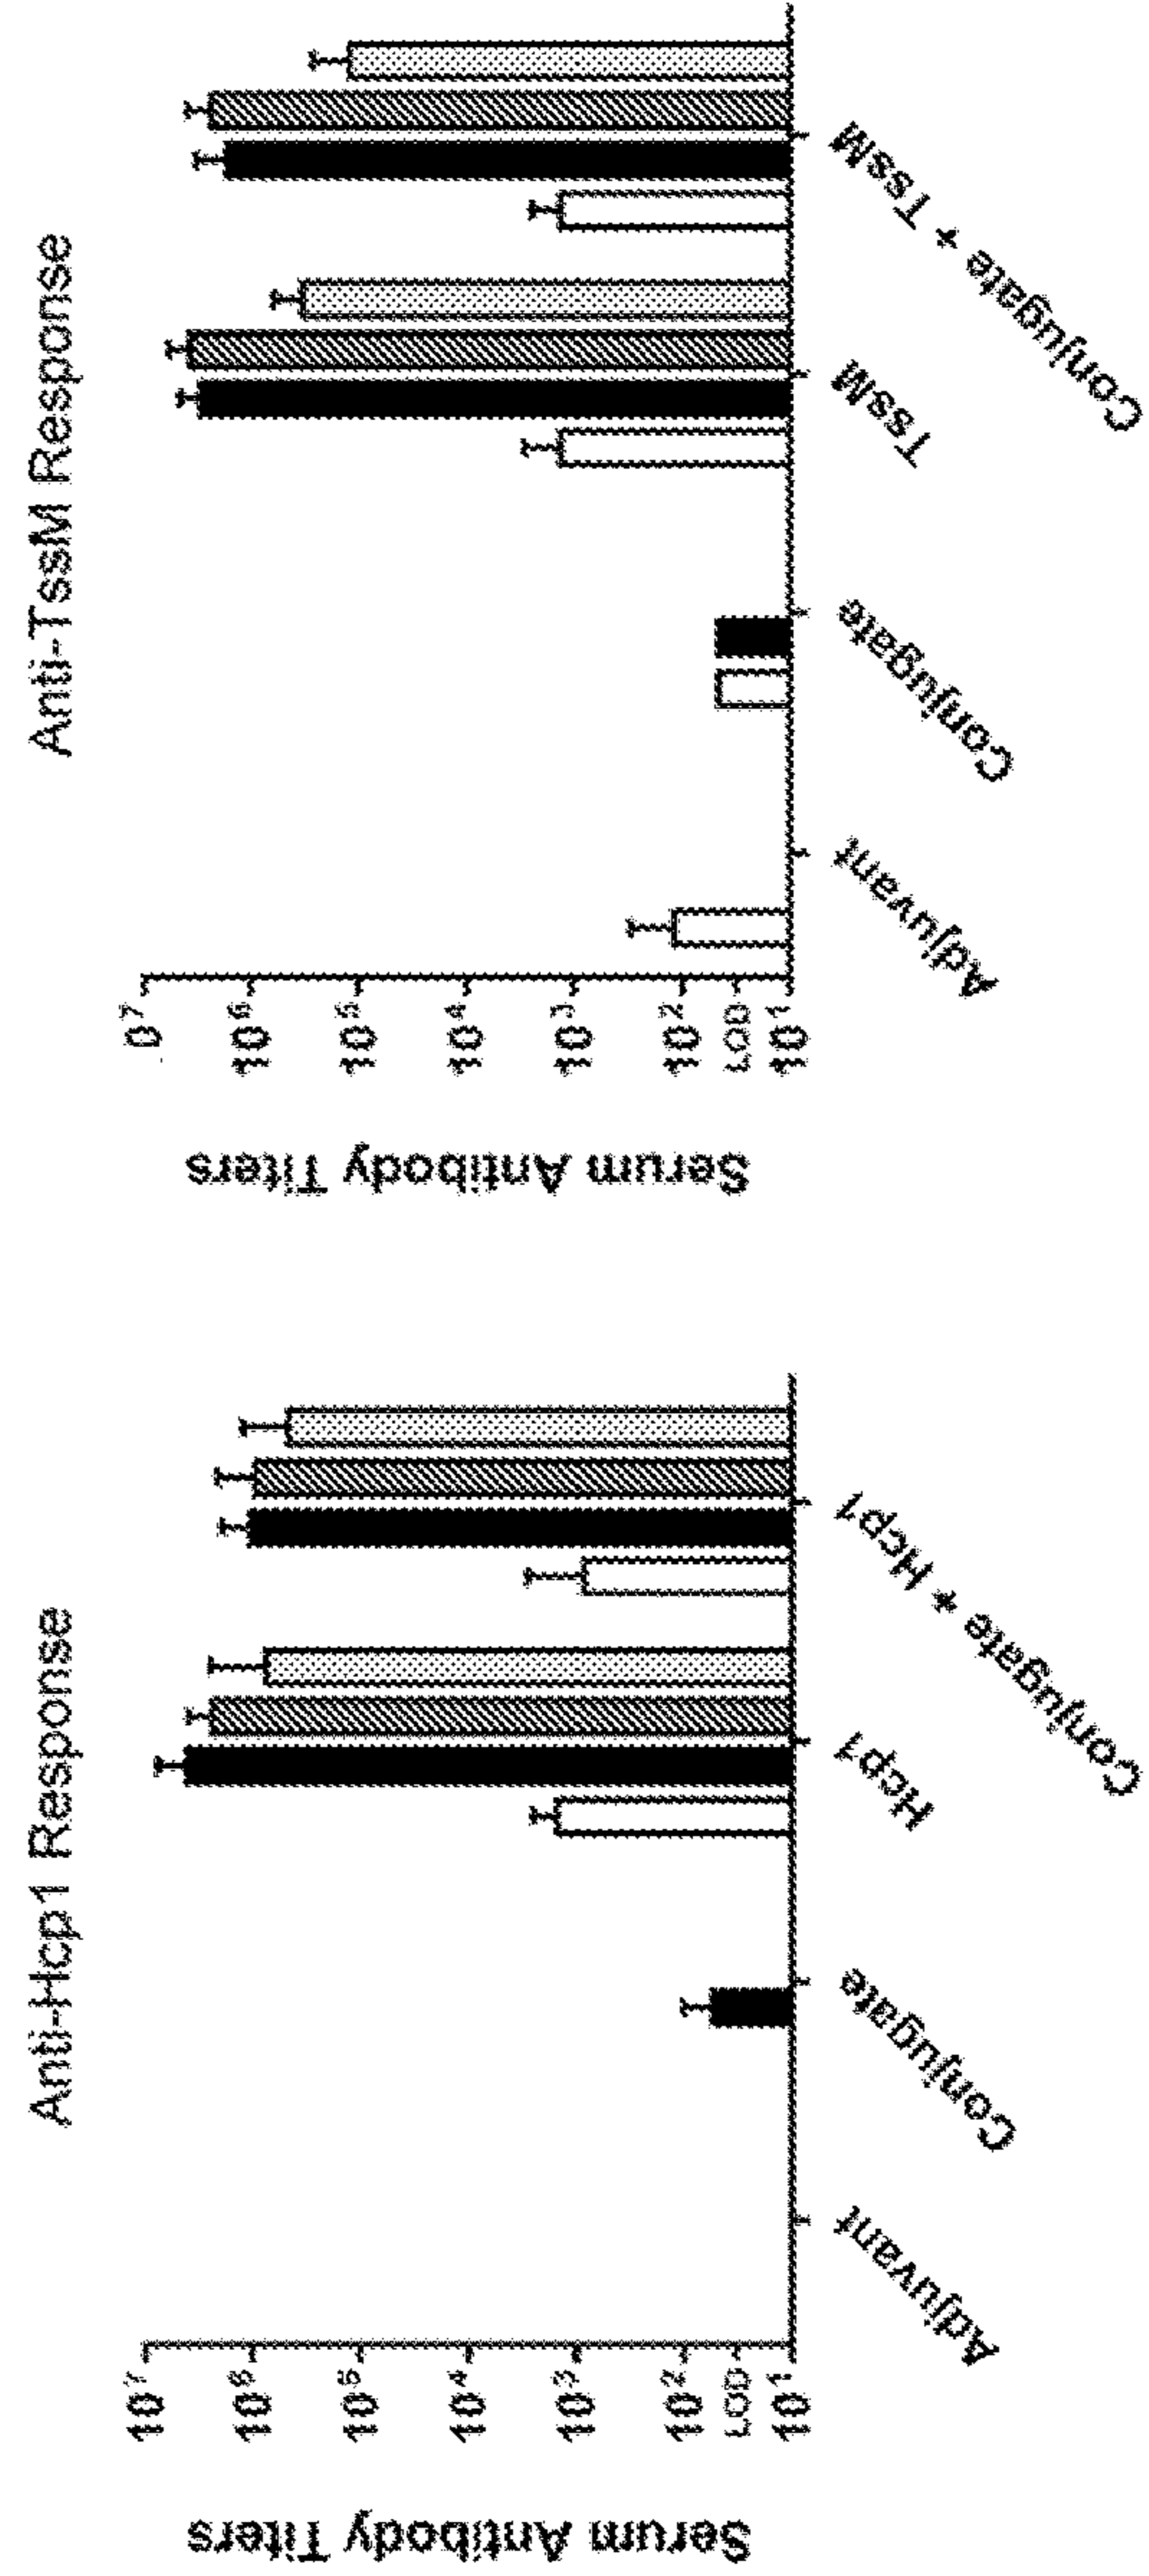 Anti-Hcp1 Response
Serum Antibody Titers
10⁷
10⁶
10⁵
10⁴
10³
10²
LOD
10¹
Adjuvant
Conjugate
Hcp1
Conjugate + Hcp1
Anti-TssM Response
Serum Antibody Titers
0⁷
10⁶
10⁵
10⁴
10³
10²
LOD
10¹
Adjuvant
Conjugate
TssM
Conjugate + TssM